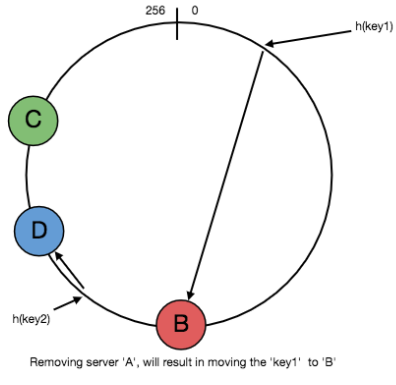 256 0
h(key1)
C
D
h(key2)
B
Removing server 'A', will result in moving the 'key1' to 'B'